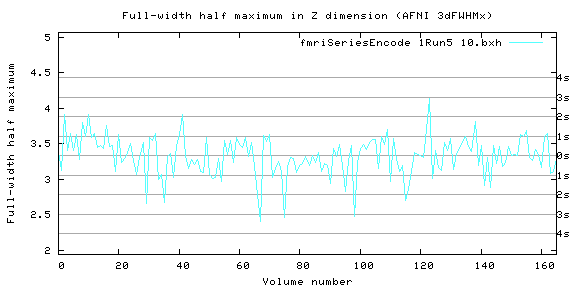 Full-width half maximum in Z dimension (AFNI 3dFWHMx)
fmriSeriesEncode 1Run5 10.bxh
Full-width half maximum
5
4.5
4
3.5
3
2.5
2
4s
3s
2s
1s
0s
1s
2s
3s
4s
0 20 40 60 80 100 120 140 160
Volume number